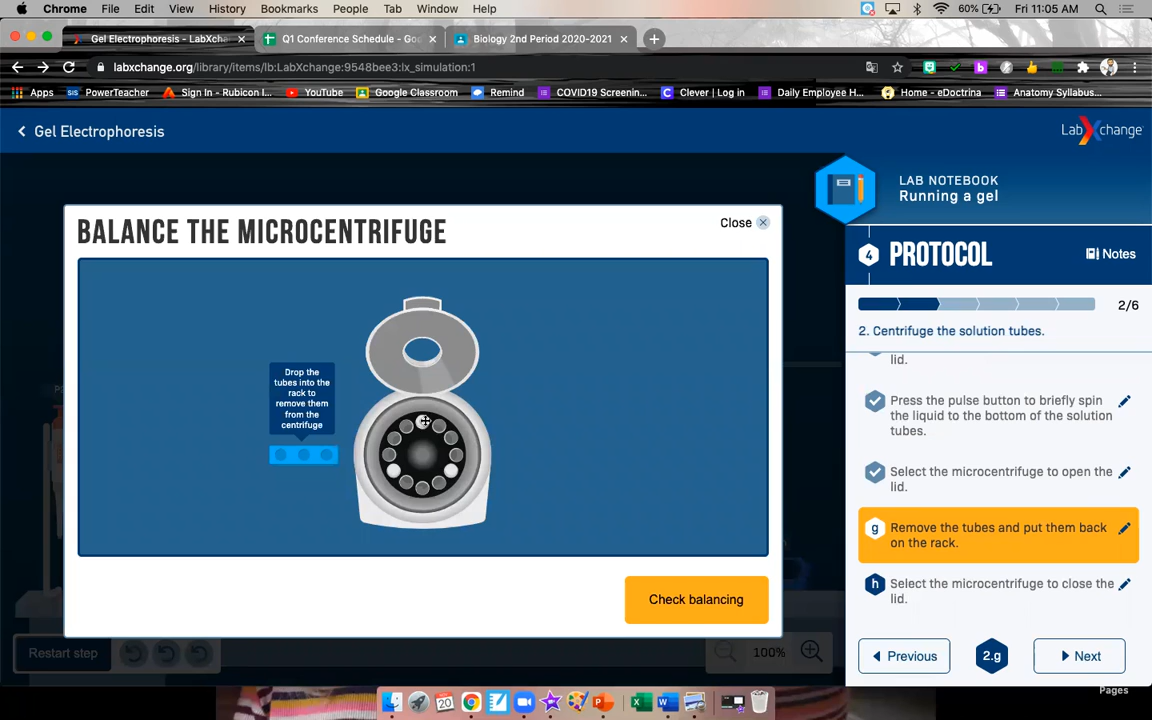 Chrome File Edit View History Bookmarks People Tab Window Help 60% Fri 11:05 AM
Gel Electrophoresis - LabXcha Q1 Conference Schedule - Goo Biology 2nd Period 2020-2021
labxchange.org/library/items/lb:LabXchange:9548bee3:lx_simulation:1
Apps SIS PowerTeacher Sign In - Rubicon I... YouTube Google Classroom Remind COVID19 Screenin... Clever | Log in Daily Employee H... Home - eDoctrina Anatomy Syllabus...
Gel Electrophoresis
LabXchange
LAB NOTEBOOK
Running a gel
BALANCE THE MICROCENTRIFUGE
Close
4 PROTOCOL Notes
2/6
2. Centrifuge the solution tubes.
lid.
Press the pulse button to briefly spin
the liquid to the bottom of the solution
tubes.
Select the microcentrifuge to open the
lid.
g Remove the tubes and put them back
on the rack.
h Select the microcentrifuge to close the
lid.
Drop the
tubes into the
rack to
remove them
from the
centrifuge
Check balancing
Restart step
100%
Previous 2.g Next
Pages
20